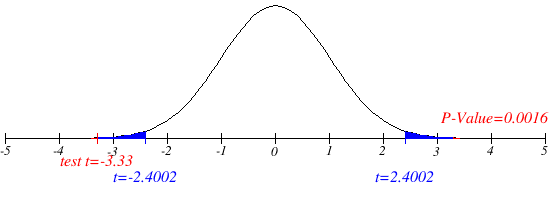 P-Value=0.0016
-5 -4 -3 -2 -1 0 1 2 3 4 5
test t=-3.33
t=-2.4002 t=2.4002